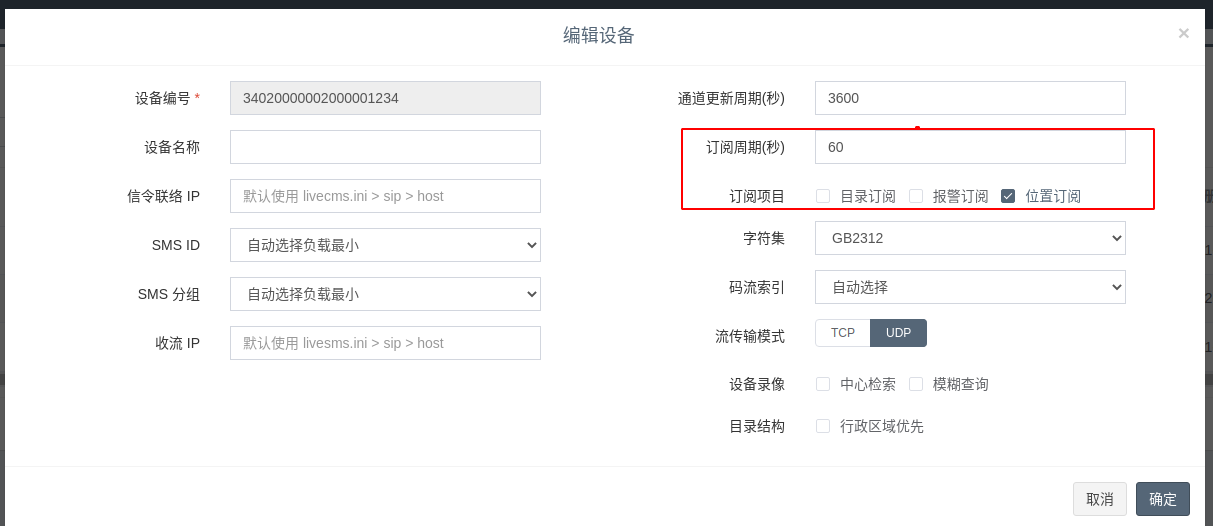 编辑设备
×
设备编号 * 34020000002000001234
设备名称
信令联络 IP 默认使用 livecms.ini > sip > host
SMS ID 自动选择负载最小
SMS 分组 自动选择负载最小
收流 IP 默认使用 livesms.ini > sip > host
通道更新周期(秒) 3600
订阅周期(秒) 60
订阅项目 目录订阅 报警订阅 位置订阅
字符集 GB2312
码流索引 自动选择
流传输模式 TCP UDP
设备录像 中心检索 模糊查询
目录结构 行政区域优先
取消 确定